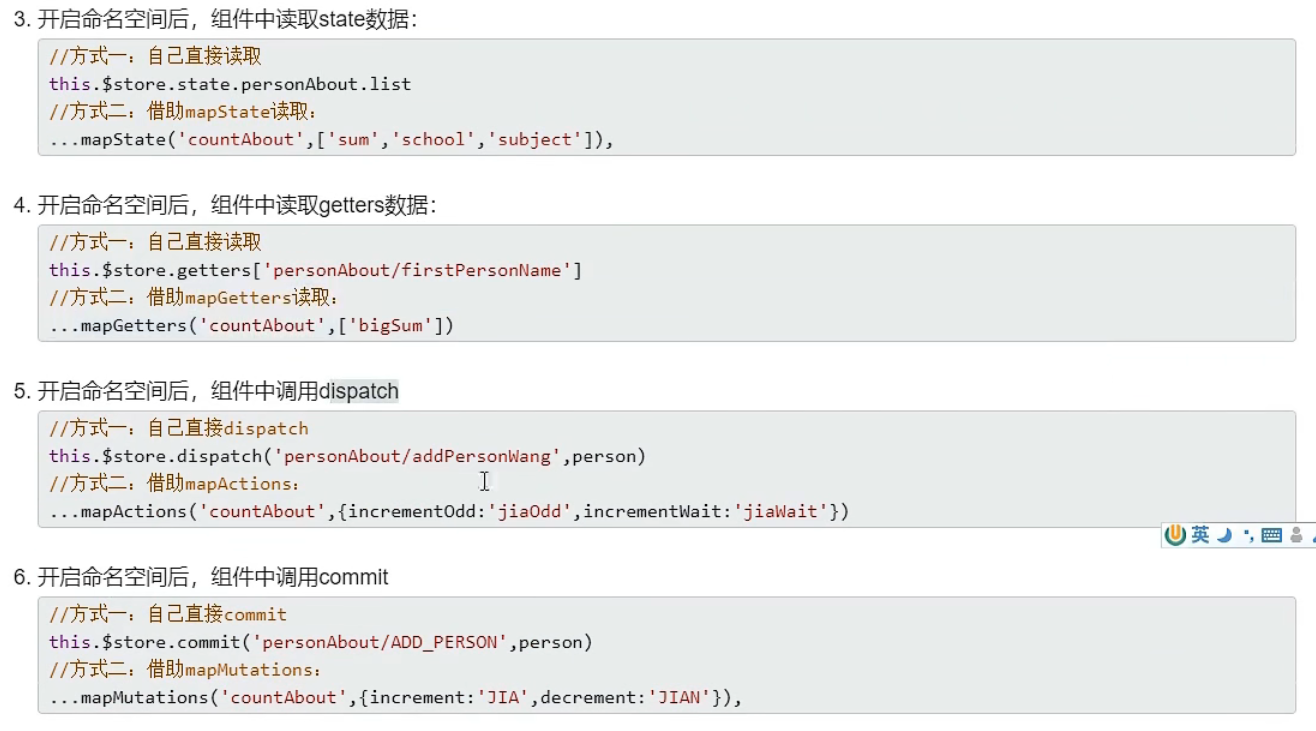 3. 开启命名空间后，组件中读取state数据：
//方式一：自己直接读取
this.$store.state.personAbout.list
//方式二：借助mapState读取：
...mapState('countAbout',['sum','school','subject']),
4. 开启命名空间后，组件中读取getters数据：
//方式一：自己直接读取
this.$store.getters['personAbout/firstPersonName']
//方式二：借助mapGetters读取：
...mapGetters('countAbout',['bigSum'])
5. 开启命名空间后，组件中调用dispatch
//方式一：自己直接dispatch
this.$store.dispatch('personAbout/addPersonWang',person)
//方式二：借助mapActions：
...mapActions('countAbout',{incrementOdd:'jiaOdd',incrementWait:'jiaWait'})
英
6. 开启命名空间后，组件中调用commit
//方式一：自己直接commit
this.$store.commit('personAbout/ADD_PERSON',person)
//方式二：借助mapMutations：
...mapMutations('countAbout',{increment:'JIA',decrement:'JIAN'}),